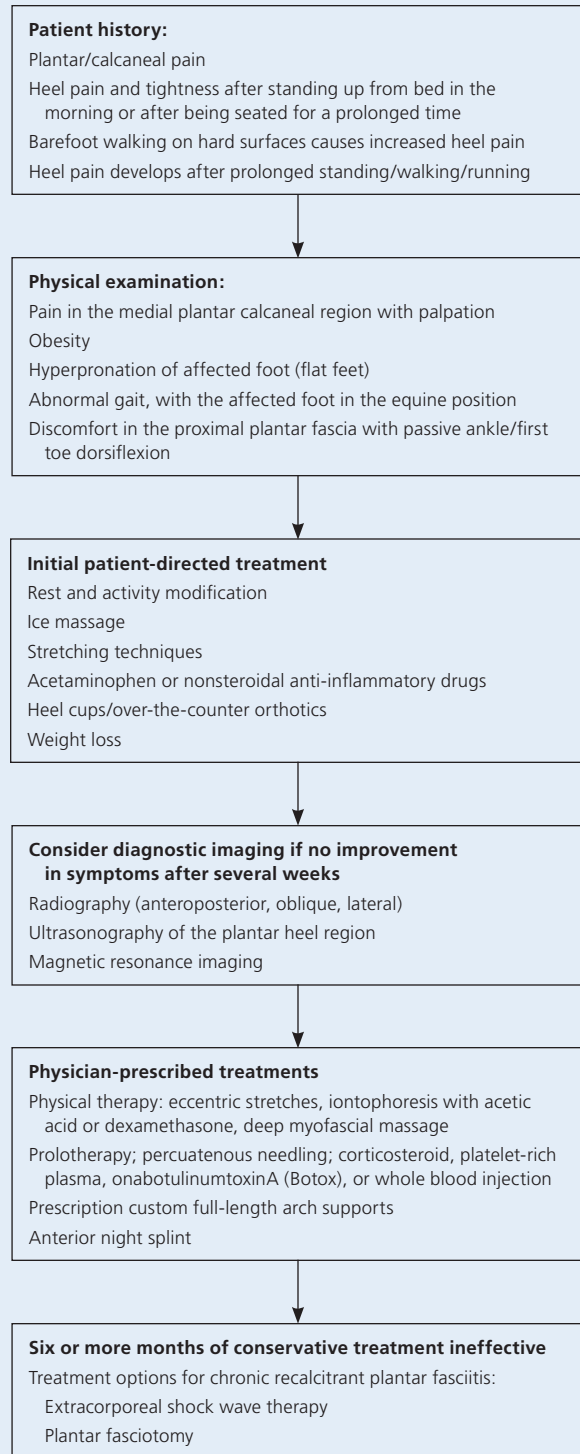 Patient history:
Plantar/calcaneal pain
Heel pain and tightness after standing up from bed in the
morning or after being seated for a prolonged time
Barefoot walking on hard surfaces causes increased heel pain
Heel pain develops after prolonged standing/walking/running
Physical examination:
Pain in the medial plantar calcaneal region with palpation
Obesity
Hyperpronation of affected foot (flat feet)
Abnormal gait, with the affected foot in the equine position
Discomfort in the proximal plantar fascia with passive ankle/first
toe dorsiflexion
Initial patient-directed treatment
Rest and activity modification
Ice massage
Stretching techniques
Acetaminophen or nonsteroidal anti-inflammatory drugs
Heel cups/over-the-counter orthotics
Weight loss
Consider diagnostic imaging if no improvement
in symptoms after several weeks
Radiography (anteroposterior, oblique, lateral)
Ultrasonography of the plantar heel region
Magnetic resonance imaging
Physician-prescribed treatments
Physical therapy: eccentric stretches, iontophoresis with acetic
acid or dexamethasone, deep myofascial massage
Prolotherapy; percuatenous needling; corticosteroid, platelet-rich
plasma, onabotulinumtoxinA (Botox), or whole blood injection
Prescription custom full-length arch supports
Anterior night splint
Six or more months of conservative treatment ineffective
Treatment options for chronic recalcitrant plantar fasciitis:
Extracorporeal shock wave therapy
Plantar fasciotomy